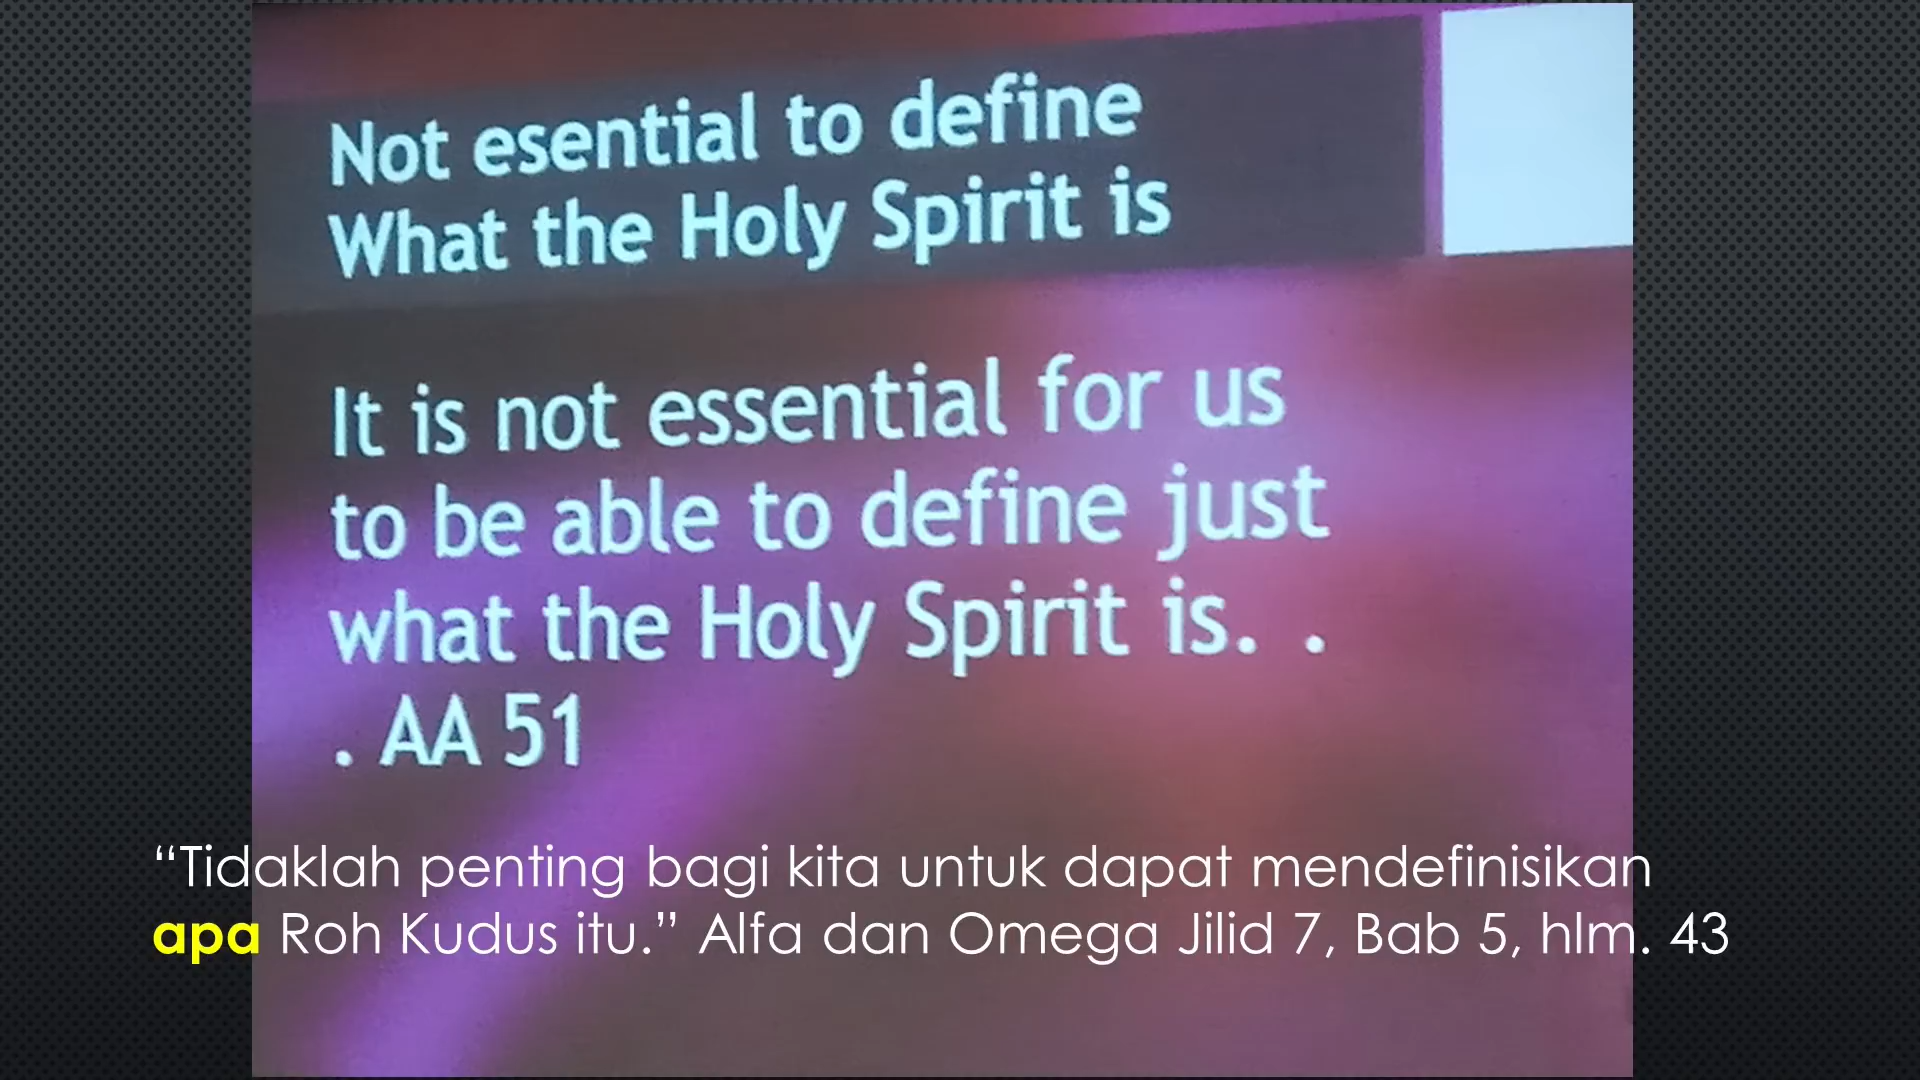 Not esential to define
What the Holy Spirit is
It is not essential for us
to be able to define just
what the Holy Spirit is. .
. AA 51
“Tidaklah penting bagi kita untuk dapat mendefinisikan
apa Roh Kudus itu.” Alfa dan Omega Jilid 7, Bab 5, hlm. 43